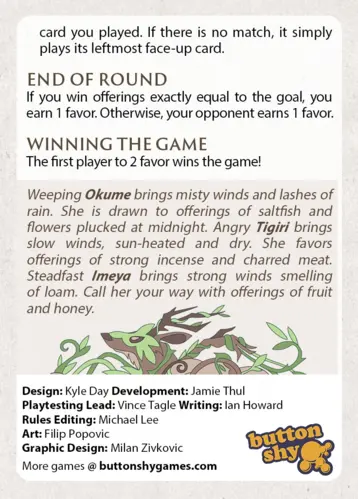 card you played. If there is no match, it simply
plays its leftmost face-up card.
END OF ROUND
If you win offerings exactly equal to the goal, you
earn 1 favor. Otherwise, your opponent earns 1 favor.
WINNING THE GAME
The first player to 2 favor wins the game!
Weeping Okume brings misty winds and lashes of
rain. She is drawn to offerings of saltfish and
flowers plucked at midnight. Angry Tigiri brings
slow winds, sun-heated and dry. She favors
offerings of strong incense and charred meat.
Steadfast Imeya brings strong winds smelling
of loam. Call her your way with offerings of fruit
and honey.
Design: Kyle Day Development: Jamie Thul
Playtesting Lead: Vince Tagle Writing: Ian Howard
Rules Editing: Michael Lee
Art: Filip Popovic
Graphic Design: Milan Zivkovic
More games @ buttonshygames.com
button
shy